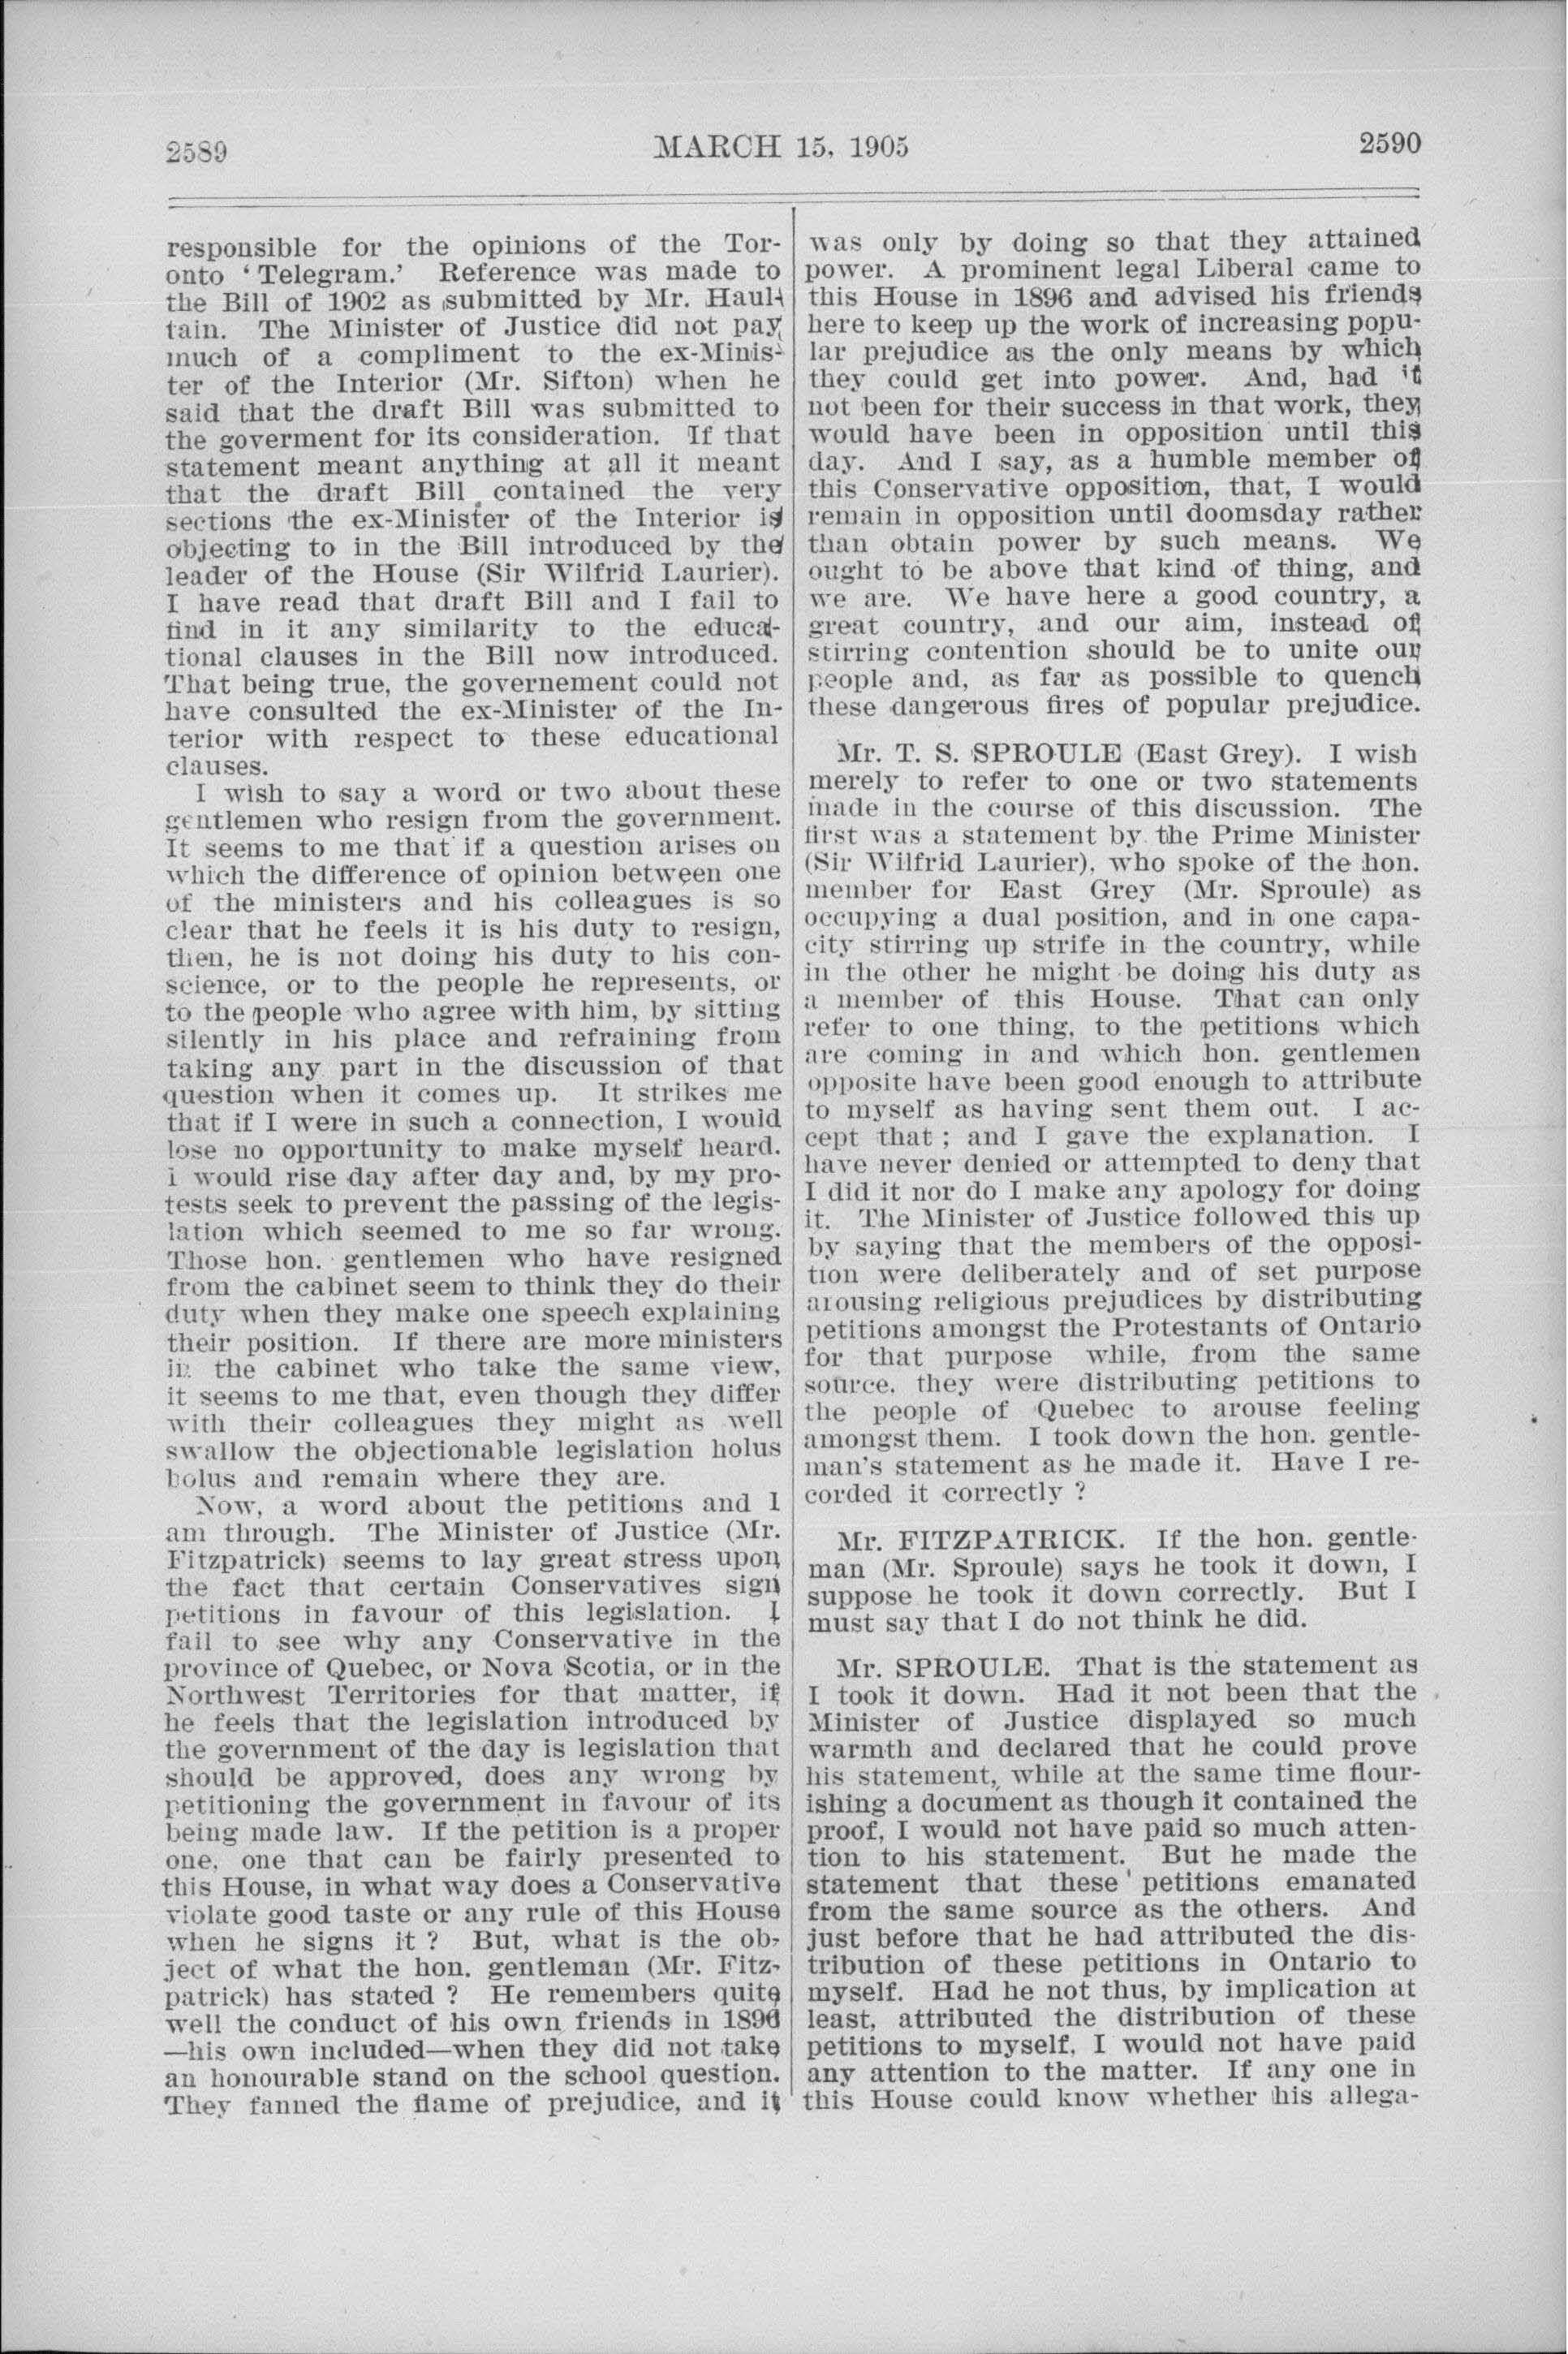 2589
MARCH 15, 1905
2590
responsible for the opinions of the Tor-
onto ‘Telegram.’ Reference was made to
the Bill of 1902 as submitted by Mr. Haul-
tain. The Minister of Justice did not pay
much of a compliment to the ex-Minis-
ter of the Interior (Mr. Sifton) when he
said that the draft Bill was submitted to
the goverment for its consideration. If that
statement meant anything at all it meant
that the draft Bill contained the very
sections the ex-Minister of the Interior is
objecting to in the Bill introduced by the
leader of the House (Sir Wilfrid Laurier).
I have read that draft Bill and I fail to
find in it any similarity to the educa-
tional clauses in the Bill now introduced.
That being true, the governement could not
have consulted the ex-Minister of the In-
terior with respect to these educational
clauses.
I wish to say a word or two about these
gentlemen who resign from the government.
It seems to me that if a question arises on
which the difference of opinion between one
of the ministers and his colleagues is so
clear that he feels it is his duty to resign,
then, he is not doing his duty to his con-
science, or to the people he represents, or
to the people who agree with him, by sitting
silently in his place and refraining from
taking any part in the discussion of that
question when it comes up. It strikes me
that if I were in such a connection, I would
lose no opportunity to make myself heard.
I would rise day after day and, by my pro-
tests seek to prevent the passing of the legis-
lation which seemed to me so far wrong.
Those hon. gentlemen who have resigned
from the cabinet seem to think they do their
duty when they make one speech explaining
their position. If there are more ministers
in the cabinet who take the same view,
it seems to me that, even though they differ
with their colleagues they might as well
swallow the objectionable legislation holus
bolus and remain where they are.
Now, a word about the petitions and I
am through. The Minister of Justice (Mr.
Fitzpatrick) seems to lay great stress upon
the fact that certain Conservatives sign
petitions in favour of this legislation. I
fail to see why any Conservative in the
province of Quebec, or Nova Scotia, or in the
Northwest Territories for that matter, if
he feels that the legislation introduced by
the government of the day is legislation that
should be approved, does any wrong by
petitioning the government in favour of its
being made law. If the petition is a proper
one, one that can be fairly presented to
this House, in what way does a Conservative
violate good taste or any rule of this House
when he signs it ? But, what is the ob-
ject of what the hon. gentleman (Mr. Fitz-
patrick) has stated ? He remembers quite
well the conduct of his own friends in 1896
—his own included—when they did not take
an honourable stand on the school question.
They fanned the flame of prejudice, and it
was only by doing so that they attained
power. A prominent legal Liberal came to
this House in 1896 and advised his friends
here to keep up the work of increasing popu-
lar prejudice as the only means by which
they could get into power. And, had it
not been for their success in that work, they
would have been in opposition until this
day. And I say, as a humble member of
this Conservative opposition, that, I would
remain in opposition until doomsday rather
than obtain power by such means. We
ought to be above that kind of thing, and
we are. We have here a good country, a
great country, and our aim, instead of
stirring contention should be to unite our
people and, as far as possible to quench
these dangerous fires of popular prejudice.
Mr. T. S. SPROULE (East Grey). I wish
merely to refer to one or two statements
made in the course of this discussion. The
first was a statement by the Prime Minister
(Sir Wilfrid Laurier), who spoke of the hon.
member for East Grey (Mr. Sproule) as
occupying a dual position, and in one capa-
city stirring up strife in the country, while
in the other he might be doing his duty as
a member of this House. That can only
refer to one thing, to the petitions which
are coming in and which hon. gentlemen
opposite have been good enough to attribute
to myself as having sent them out. I ac-
cept that ; and I gave the explanation. I
have never denied or attempted to deny that
I did it nor do I make any apology for doing
it. The Minister of Justice followed this up
by saying that the members of the opposi-
tion were deliberately and of set purpose
arousing religious prejudices by distributing
petitions amongst the Protestants of Ontario
for that purpose while, from the same
source, they were distributing petitions to
the people of Quebec to arouse feeling
amongst them. I took down the hon. gentle-
man's statement as he made it. Have I re-
corded it correctly ?
Mr. FITZPATRICK. If the hon. gentle-
man (Mr. Sproule) says he took it down, I
suppose he took it down correctly. But I
must say that I do not think he did.
Mr. SPROULE. That is the statement as
I took it down. Had it not been that the
Minister of Justice displayed so much
warmth and declared that he could prove
his statement, while at the same time flour-
ishing a document as though it contained the
proof, I would not have paid so much atten-
tion to his statement. But he made the
statement that these petitions emanated
from the same source as the others. And
just before that he had attributed the dis-
tribution of these petitions in Ontario to
myself. Had he not thus, by implication at
least, attributed the distribution of these
petitions to myself, I would not have paid
any attention to the matter. If any one in
this House could know whether his allega-